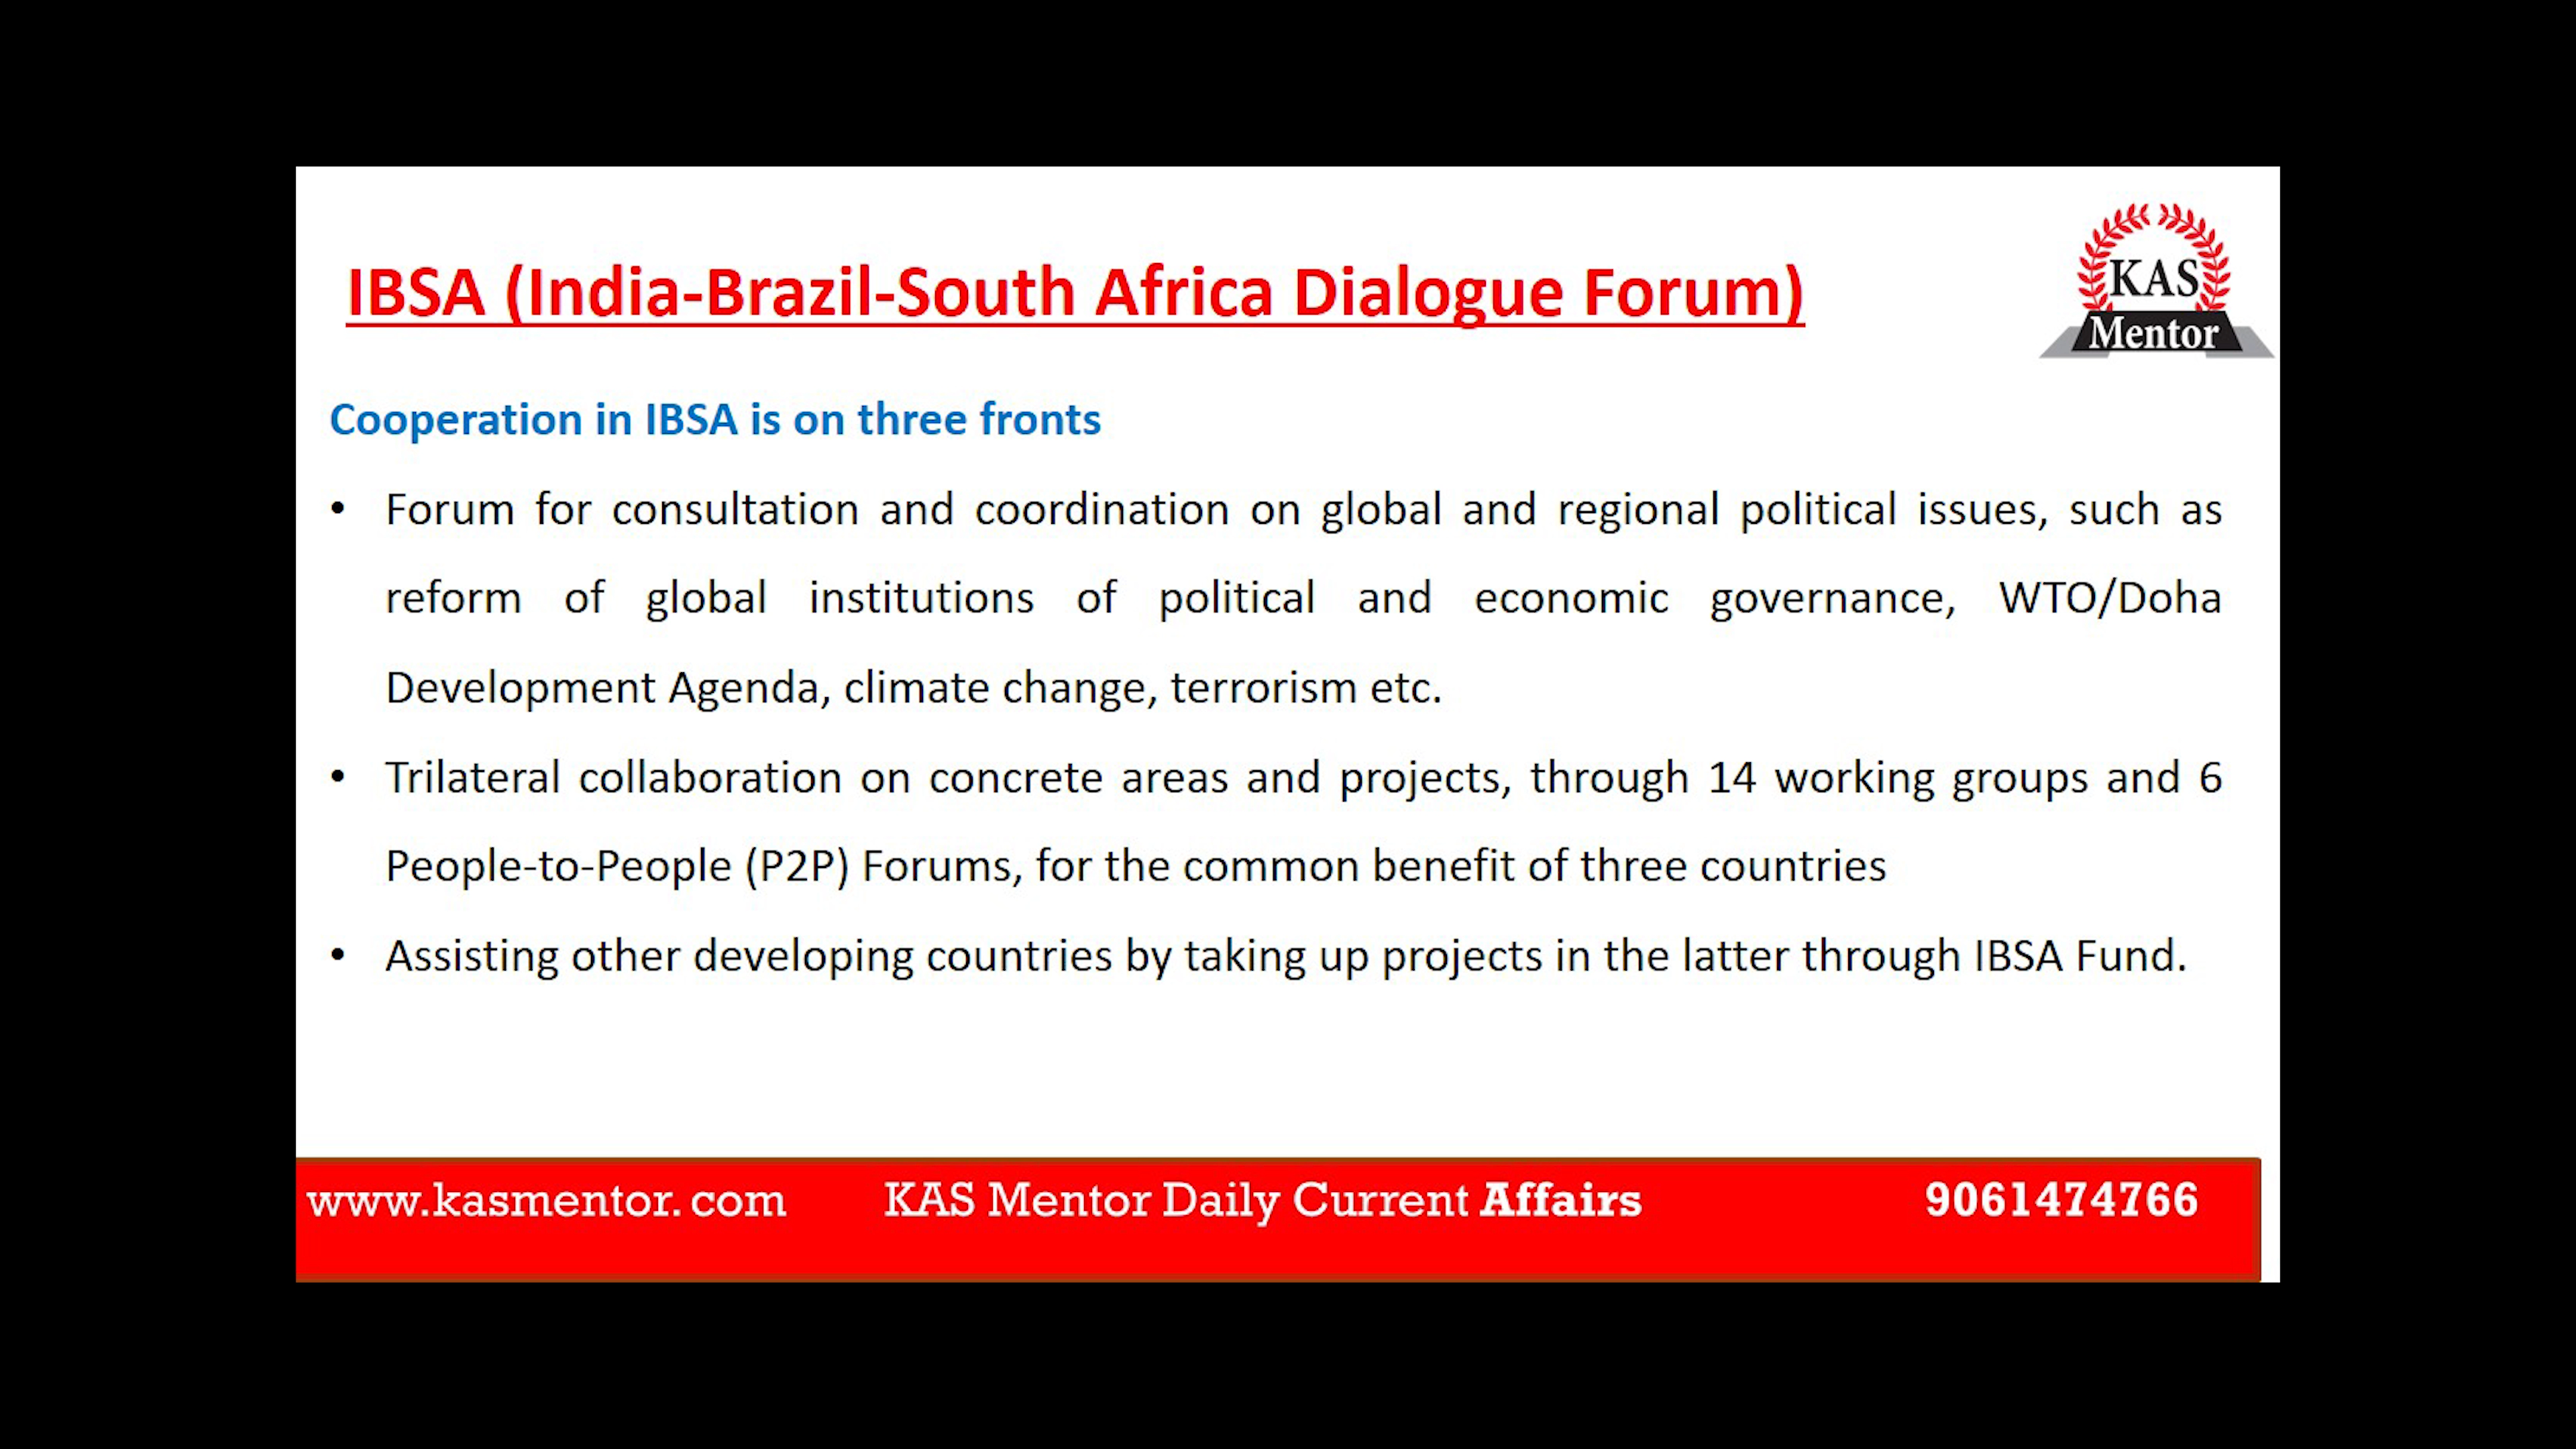 IBSA (India-Brazil-South Africa Dialogue Forum)
KAS
Mentor
Cooperation in IBSA is on three fronts
• Forum for consultation and coordination on global and regional political issues, such as
reform of global institutions of political and economic governance, WTO/Doha
Development Agenda, climate change, terrorism etc.
• Trilateral collaboration on concrete areas and projects, through 14 working groups and 6
People-to-People (P2P) Forums, for the common benefit of three countries
• Assisting other developing countries by taking up projects in the latter through IBSA Fund.
www.kasmentor. com KAS Mentor Daily Current Affairs 9061474766